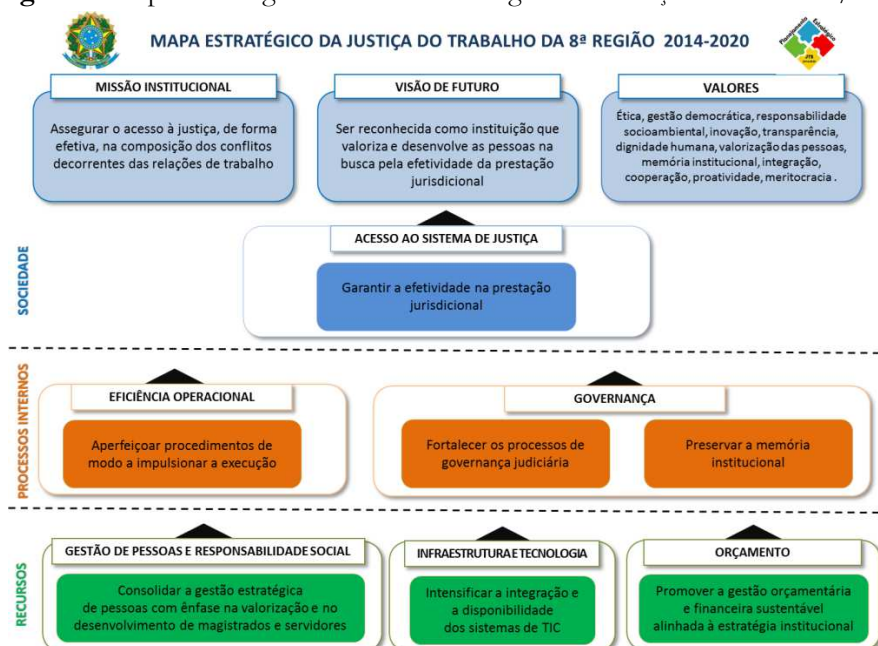 MAPA ESTRATÉGICO DA JUSTIÇA DO TRABALHO DA 8ª REGIÃO 2014-2020
Planejamento
Estratégico
MISSÃO INSTITUCIONAL
Assegurar o acesso à justiça, de forma
efetiva, na composição dos conflitos
decorrentes das relações de trabalho
VISÃO DE FUTURO
Ser reconhecida como instituição que
valoriza e desenvolve as pessoas na
busca pela efetividade da prestação
jurisdicional
VALORES
Ética, gestão democrática, responsabilidade
socioambiental, inovação, transparência,
dignidade humana, valorização das pessoas,
memória institucional, integração,
cooperação, proatividade, meritocracia .
SOCIEDADE
ACESSO AO SISTEMA DE JUSTIÇA
Garantir a efetividade na prestação
jurisdicional
PROCESSOS INTERNOS
EFICIÊNCIA OPERACIONAL
Aperfeiçoar procedimentos de
modo a impulsionar a execução
GOVERNANÇA
Fortalecer os processos de
governança judiciária
Preservar a memória
institucional
RECURSOS
GESTÃO DE PESSOAS E RESPONSABILIDADE SOCIAL
Consolidar a gestão estratégica
de pessoas com ênfase na valorização e no
desenvolvimento de magistrados e servidores
INFRAESTRUTURA E TECNOLOGIA
Intensificar a integração e
a disponibilidade
dos sistemas de TIC
ORÇAMENTO
Promover a gestão orçamentária
e financeira sustentável
alinhada à estratégia institucional